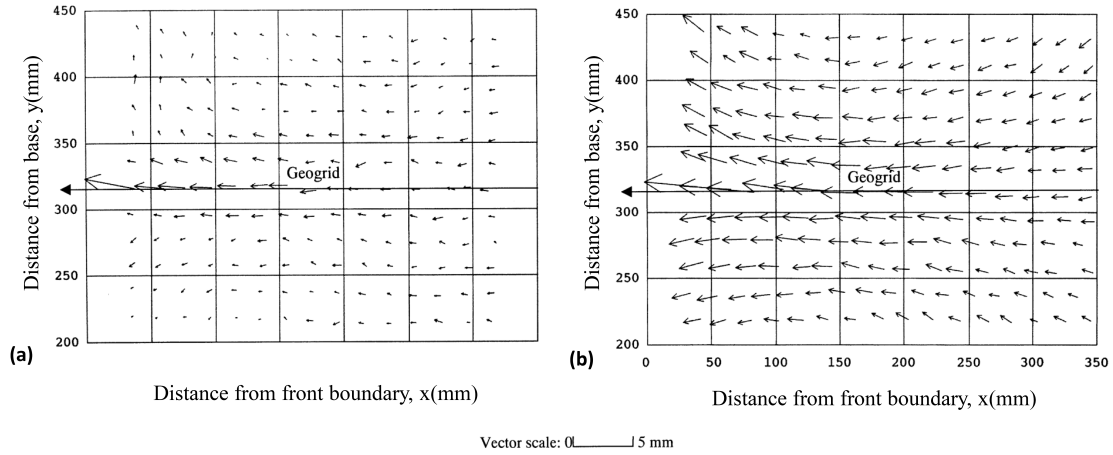 450
400
350
300
250
200
Distance from base, y(mm)
Geogrid
(a)
Distance from front boundary, x(mm)
450
400
350
300
250
200
Distance from base, y(mm)
Geogrid
0 50 100 150 200 250 300 350
(b)
Distance from front boundary, x(mm)
Vector scale: 0 5 mm